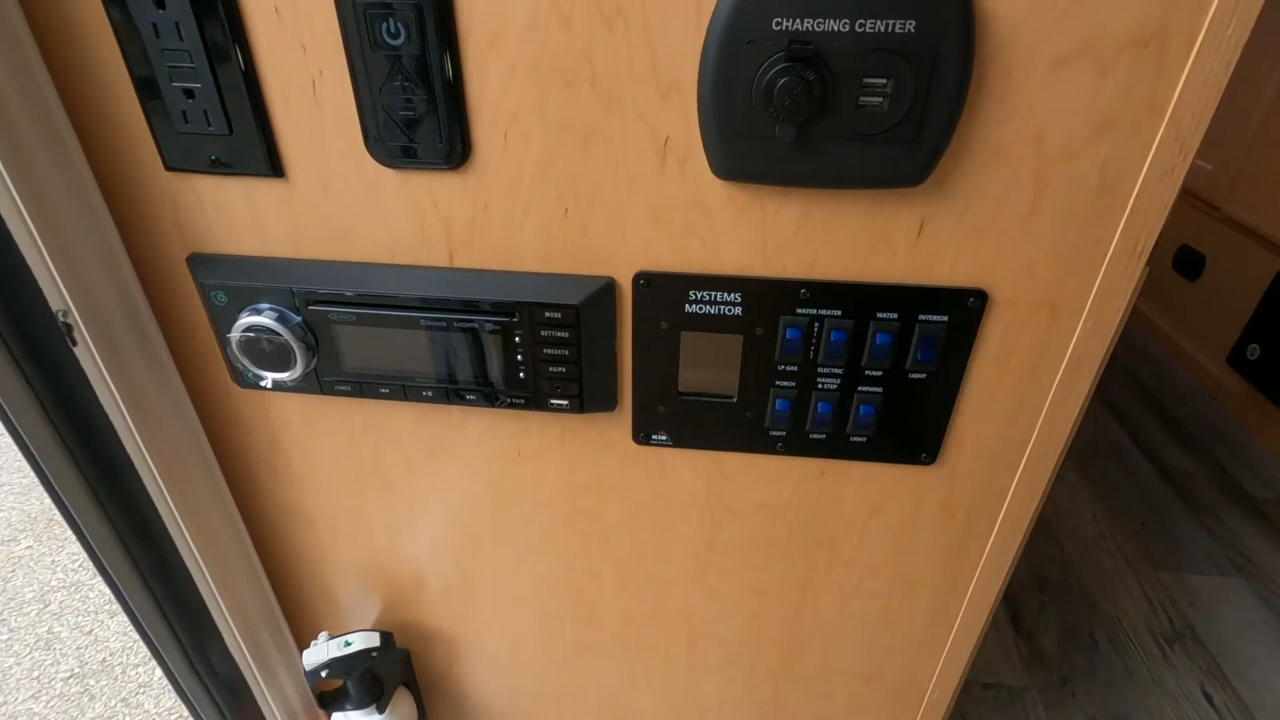 CHARGING CENTER
MODE
SETTINGS
PRESETS
AS/PS
SYSTEMS
MONITOR
WATER HEATER
WATER
INTERIOR
LP GAS
ELECTRIC
PUMP
LIGHT
PORCH
HANDLE
& STEP
AWNING
LIGHT
LIGHT
LIGHT
KIB